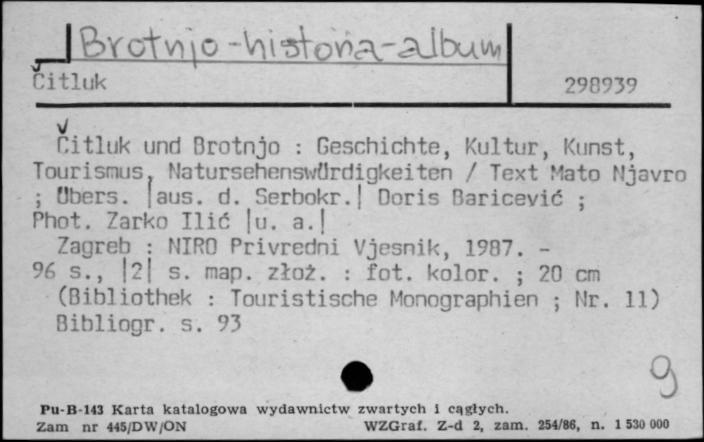 Brotnjo-historia-album
Čitluk 298939
Čitluk und Brotnjo : Geschichte, Kultur, Kunst,
Tourismus, Natursehenswürdigkeiten / Text Mato Njavro
; Übers. |aus. d. Serbokr.| Doris Baricević ;
Phot. Zarko Ilić |u. a.|
Zagreb : NIRO Privredni Vjesnik, 1987. -
96 s., |2| s. map. złoż. : fot. kolor. ; 20 cm
(Bibliothek : Touristische Monographien ; Nr. 11)
Bibliogr. s. 93
g
Pu-B-143 Karta katalogowa wydawnictw zwartych i ciągłych.
Zam nr 445/DW/ON WZGraf. Z-d 2, zam. 254/86, n. 1 530 000